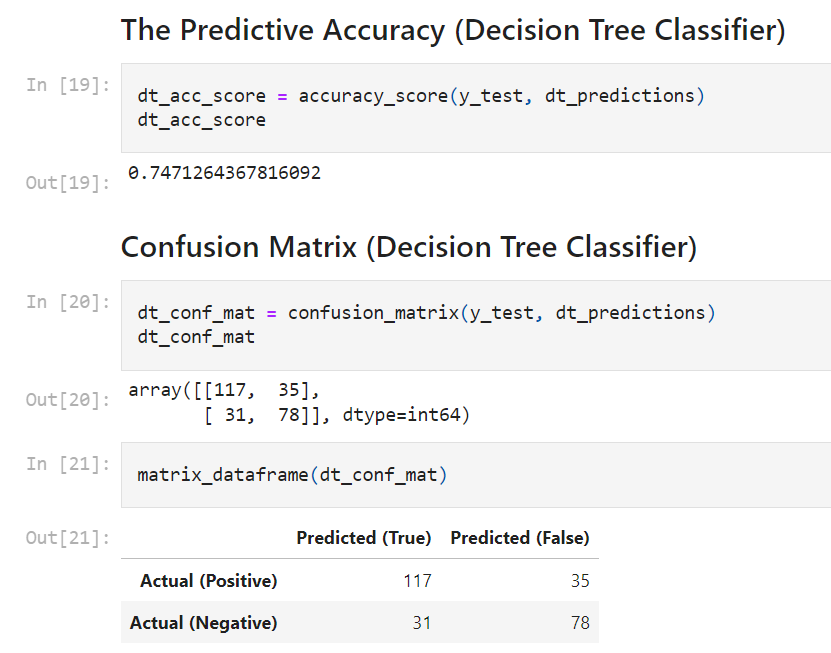 The Predictive Accuracy (Decision Tree Classifier)
In [19]:
dt_acc_score = accuracy_score(y_test, dt_predictions)
dt_acc_score
Out[19]:
0.7471264367816092
Confusion Matrix (Decision Tree Classifier)
In [20]:
dt_conf_mat = confusion_matrix(y_test, dt_predictions)
dt_conf_mat
Out[20]:
array([[117,  35],
       [ 31,  78]], dtype=int64)
In [21]:
matrix_dataframe(dt_conf_mat)
Out[21]:
Predicted (True) Predicted (False)
Actual (Positive) 117 35
Actual (Negative) 31 78